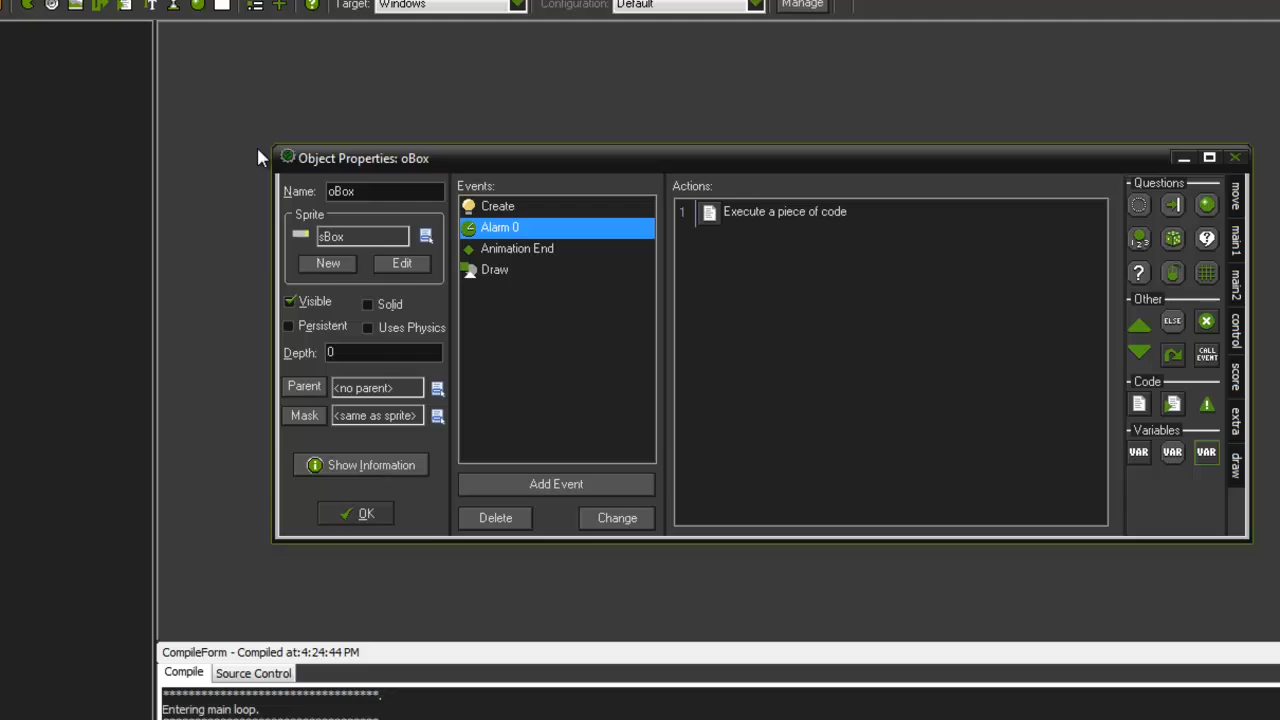 Target: Windows Configuration: Default Manage
Object Properties: oBox
Name: oBox
Sprite
sBox
New Edit
Visible Solid
Persistent Uses Physics
Depth: 0
Parent <no parent>
Mask <same as sprite>
Show Information
OK
Events:
Create
Alarm 0
Animation End
Draw
Add Event
Delete Change
Actions:
1 Execute a piece of code
Questions
Other
ELSE
CALL EVENT
Code
Variables
VAR VAR VAR
move
main1
main2
control
score
extra
draw
CompileForm - Compiled at:4:24:44 PM
Compile Source Control
Entering main loop.